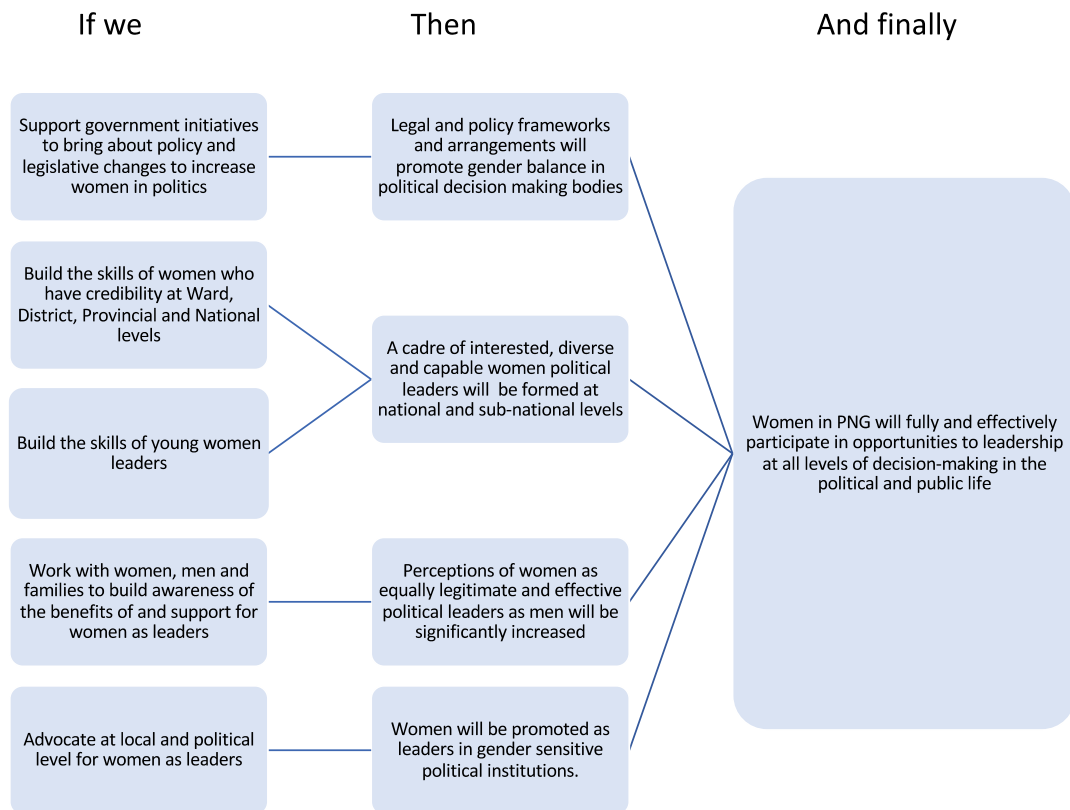 If we
Then
And finally
Support government initiatives
to bring about policy and
legislative changes to increase
women in politics
Legal and policy frameworks
and arrangements will
promote gender balance in
political decision making bodies
Build the skills of women who
have credibility at Ward,
District, Provincial and National
levels
Build the skills of young women
leaders
A cadre of interested, diverse
and capable women political
leaders will  be formed at
national and sub-national levels
Work with women, men and
families to build awareness of
the benefits of and support for
women as leaders
Perceptions of women as
equally legitimate and effective
political leaders as men will be
significantly increased
Advocate at local and political
level for women as leaders
Women will be promoted as
leaders in gender sensitive
political institutions.
Women in PNG will fully and effectively
participate in opportunities to leadership
at all levels of decision-making in the
political and public life